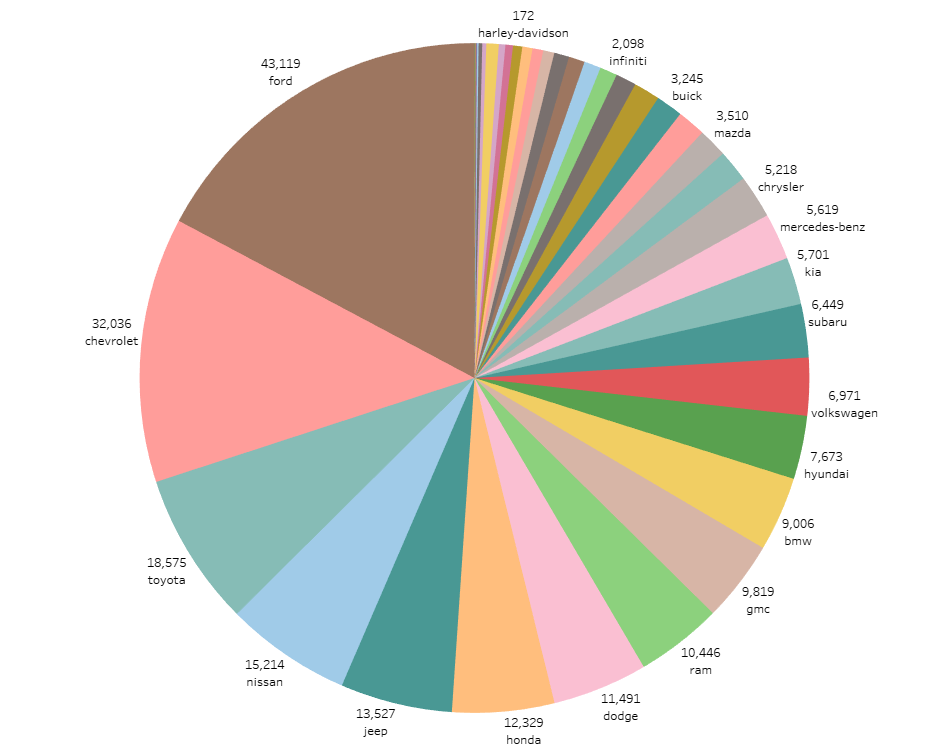 172
harley-davidson
2,098
infiniti
3,245
buick
3,510
mazda
5,218
chrysler
5,619
mercedes-benz
5,701
kia
6,449
subaru
6,971
volkswagen
7,673
hyundai
9,006
bmw
9,819
gmc
10,446
ram
11,491
dodge
12,329
honda
13,527
jeep
15,214
nissan
18,575
toyota
32,036
chevrolet
43,119
ford